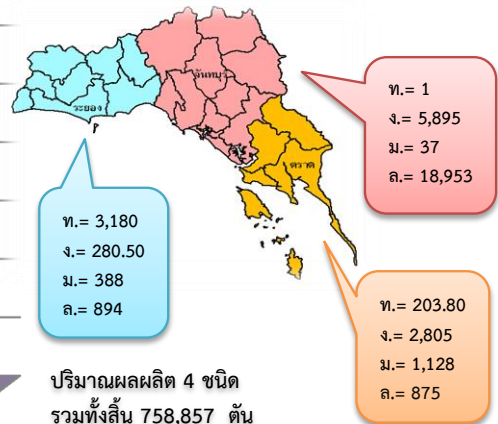 จันทบุรี
ระยอง
ตราด
ท.= 1
ง.= 5,895
ม.= 37
ล.= 18,953
ท.= 3,180
ง.= 280.50
ม.= 388
ล.= 894
ท.= 203.80
ง.= 2,805
ม.= 1,128
ล.= 875
ปริมาณผลผลิต 4 ชนิด
รวมทั้งสิ้น 758,857 ตัน